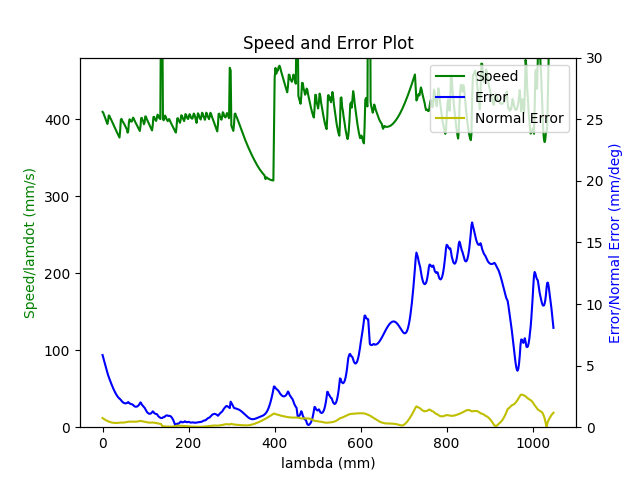 Speed and Error Plot
Speed
Error
Normal Error
400
300
200
100
0
30
25
20
15
10
5
0
Speed/lamdot (mm/s)
Error/Normal Error (mm/deg)
0
200
400
600
800
1000
lambda (mm)